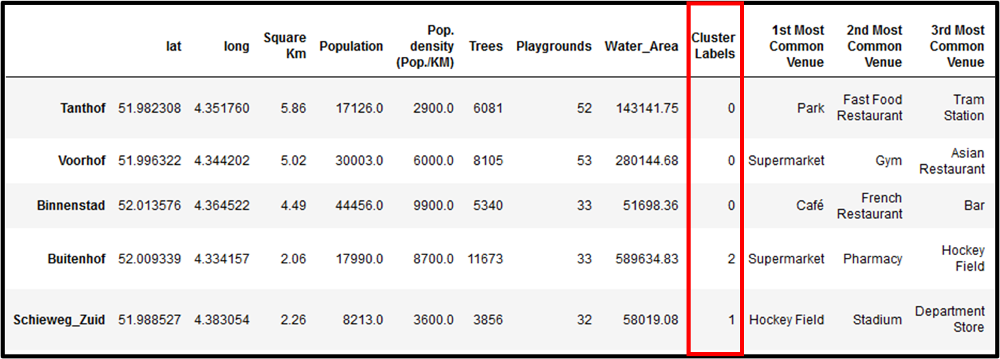 lat long Square Km Population Pop. density (Pop./KM) Trees Playgrounds Water_Area Cluster Labels 1st Most Common Venue 2nd Most Common Venue 3rd Most Common Venue
Tanthof 51.982308 4.351760 5.86 17126.0 2900.0 6081 52 143141.75 0 Park Fast Food Restaurant Tram Station
Voorhof 51.996322 4.344202 5.02 30003.0 6000.0 8105 53 280144.68 0 Supermarket Gym Asian Restaurant
Binnenstad 52.013576 4.364522 4.49 44456.0 9900.0 5340 33 51698.36 0 Café French Restaurant Bar
Buitenhof 52.009339 4.334157 2.06 17990.0 8700.0 11673 33 589634.83 2 Supermarket Pharmacy Hockey Field
Schieweg_Zuid 51.988527 4.383054 2.26 8213.0 3600.0 3856 32 58019.08 1 Hockey Field Stadium Department Store